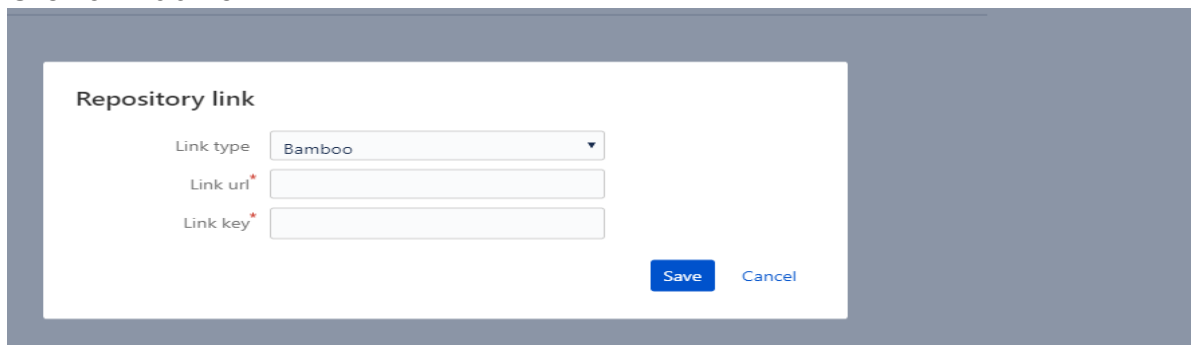 Repository link
Link type Bamboo
Link url*
Link key*
Save Cancel